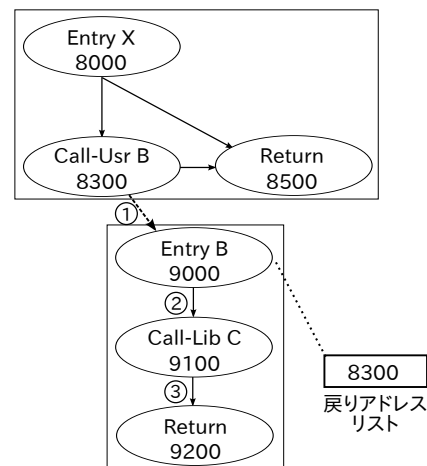 Entry X
8000
Call-Usr B
8300
Return
8500
①
Entry B
9000
②
Call-Lib C
9100
③
Return
9200
8300
戻りアドレス
リスト